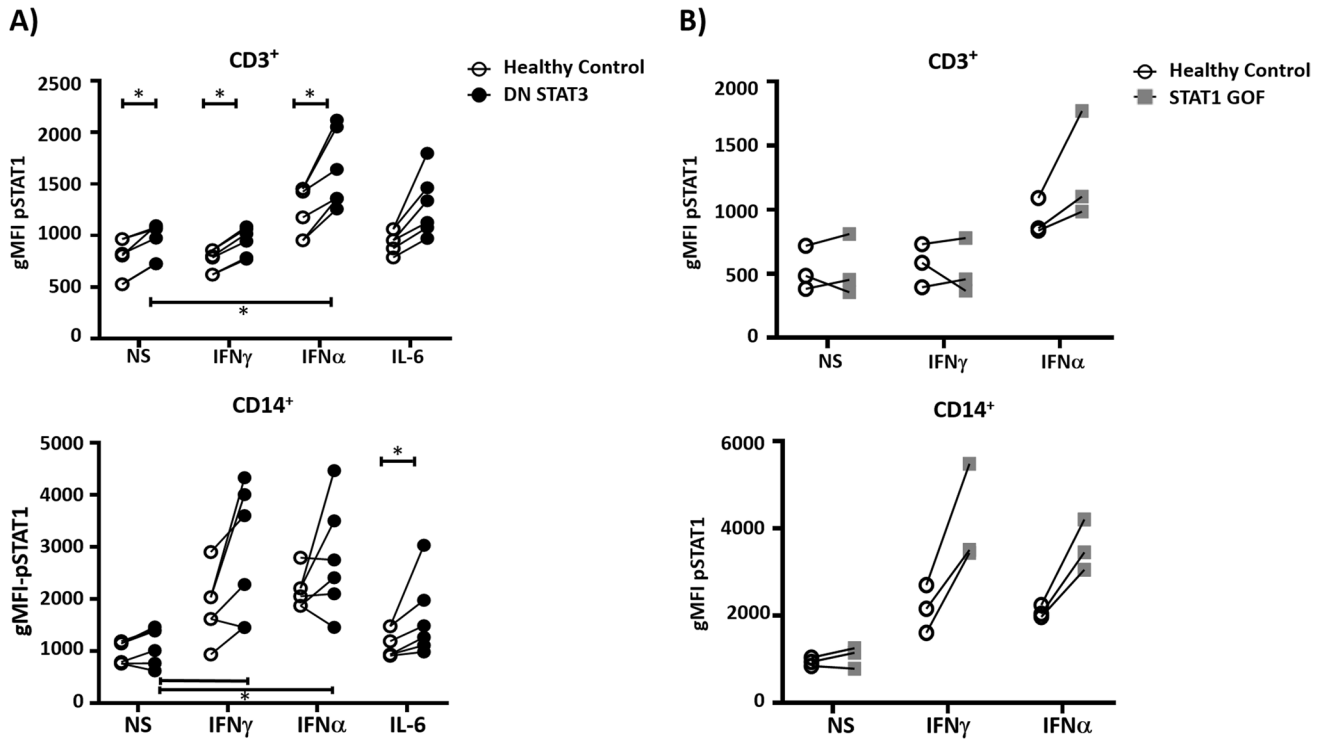 A)
CD3⁺
Healthy Control
DN STAT3
gMFI pSTAT1
2500
2000
1500
1000
500
0
*
*
*
*
NS
IFNγ
IFNα
IL-6
CD14⁺
gMFI-pSTAT1
5000
4000
3000
2000
1000
0
*
*
NS
IFNγ
IFNα
IL-6
B)
CD3⁺
Healthy Control
STAT1 GOF
gMFI pSTAT1
2000
1500
1000
500
0
NS
IFNγ
IFNα
CD14⁺
gMFI pSTAT1
6000
4000
2000
0
NS
IFNγ
IFNα